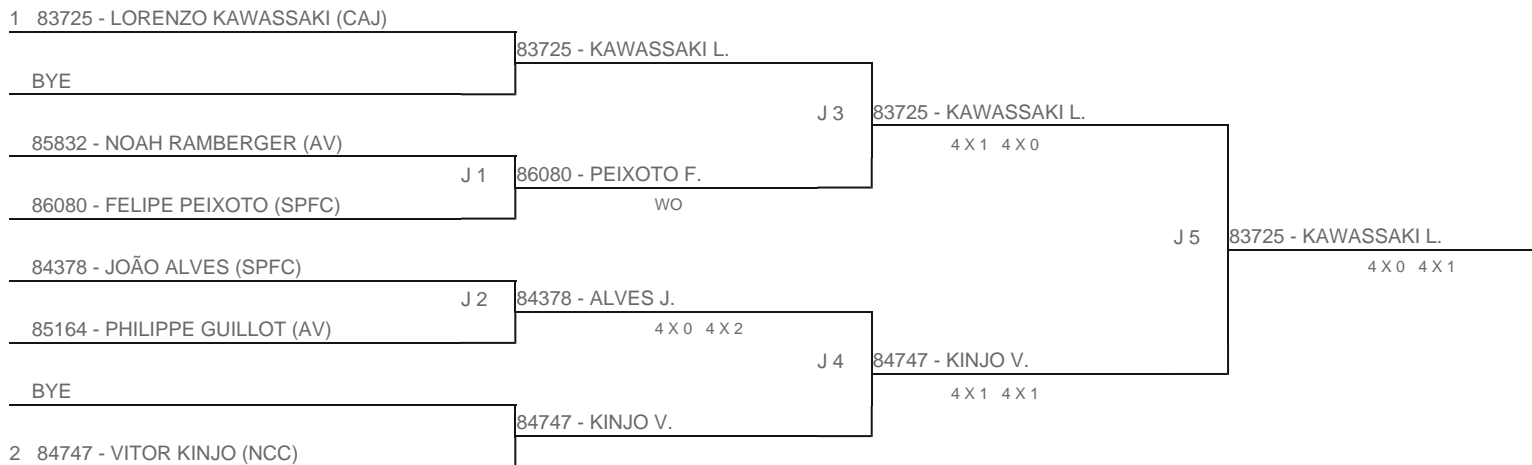 1 83725 - LORENZO KAWASSAKI (CAJ)
83725 - KAWASSAKI L.
BYE
J 3 83725 - KAWASSAKI L.
4 X 1 4 X 0
85832 - NOAH RAMBERGER (AV)
J 1 86080 - PEIXOTO F.
WO
86080 - FELIPE PEIXOTO (SPFC)
J 5 83725 - KAWASSAKI L.
4 X 0 4 X 1
84378 - JOÃO ALVES (SPFC)
J 2 84378 - ALVES J.
4 X 0 4 X 2
85164 - PHILIPPE GUILLOT (AV)
J 4 84747 - KINJO V.
4 X 1 4 X 1
BYE
84747 - KINJO V.
2 84747 - VITOR KINJO (NCC)